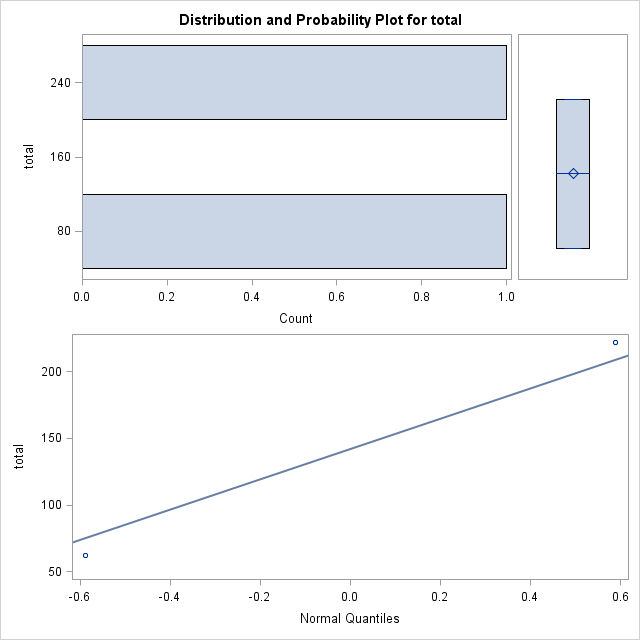 Distribution and Probability Plot for total
total
240
160
80
0.0 0.2 0.4 0.6 0.8 1.0
Count
total
200
150
100
50
-0.6 -0.4 -0.2 0.0 0.2 0.4 0.6
Normal Quantiles